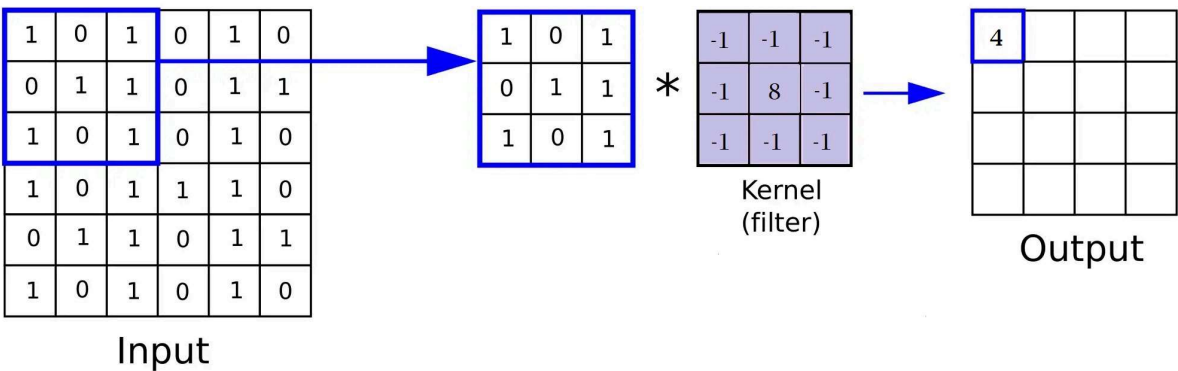 1 0 1 0 1 0
0 1 1 0 1 1
1 0 1 0 1 0
1 0 1 1 1 0
0 1 1 0 1 1
1 0 1 0 1 0
Input
1 0 1
0 1 1
1 0 1
*
-1 -1 -1
-1 8 -1
-1 -1 -1
Kernel
(filter)
4
Output